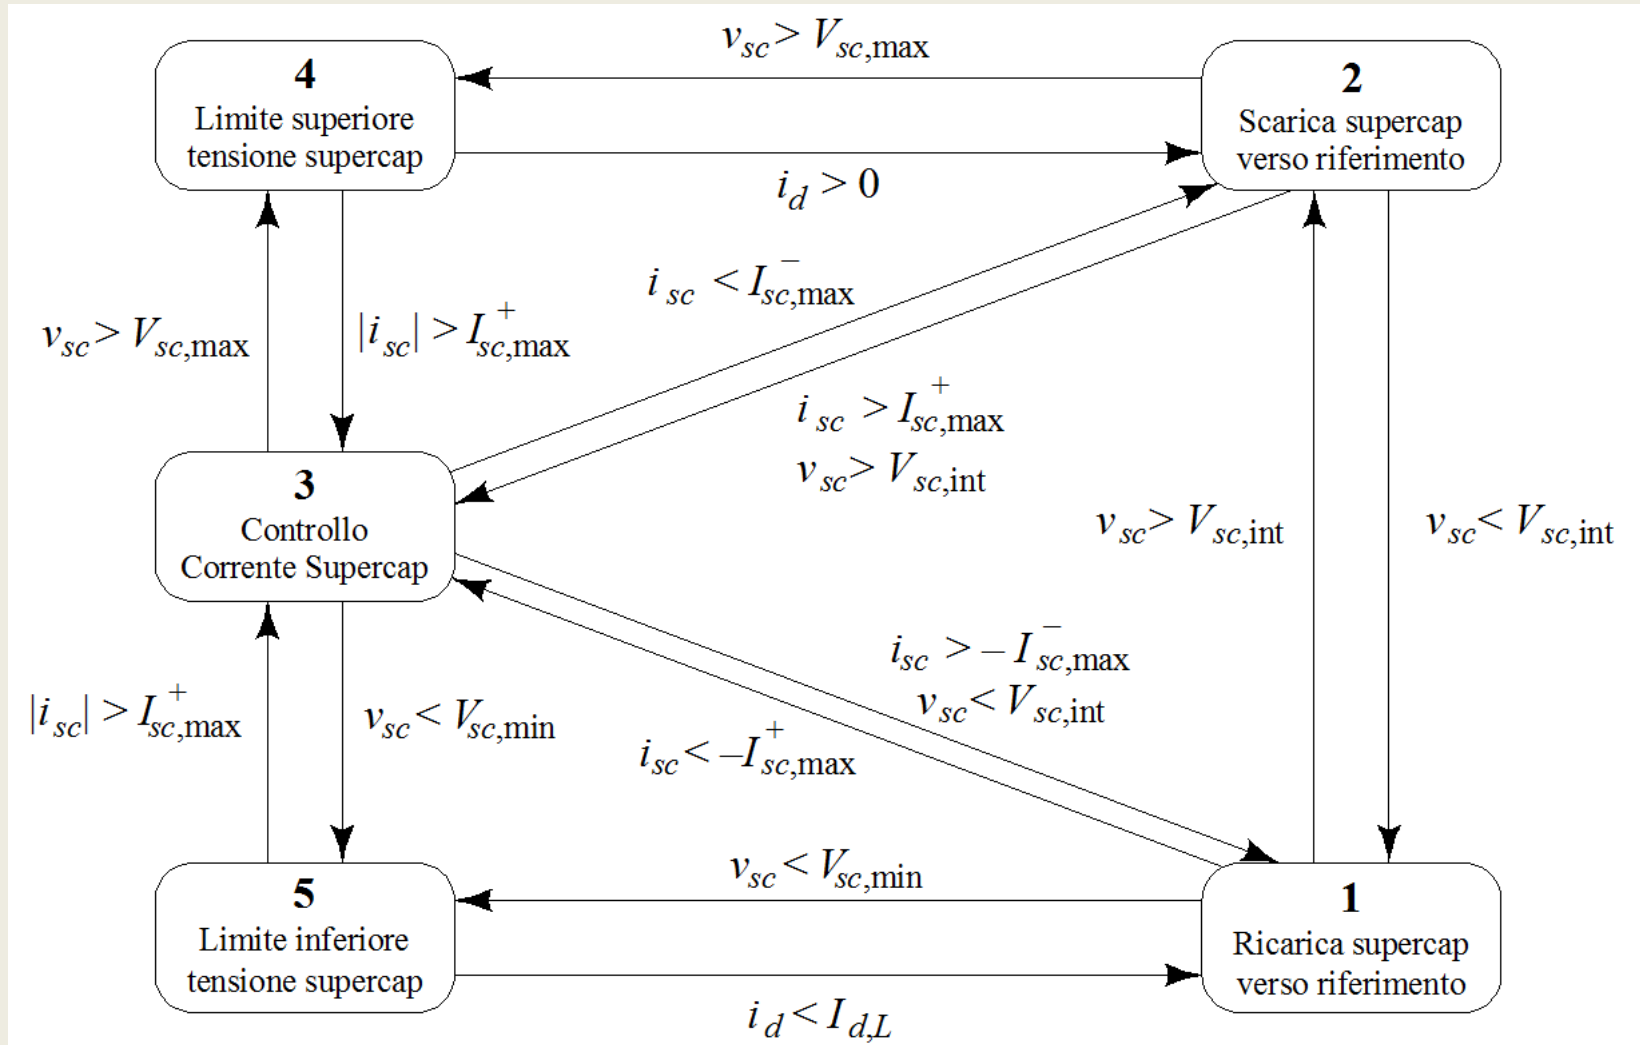 v_sc > V_sc,max
4
Limite superiore
tensione supercap
2
Scarica supercap
verso riferimento
i_d > 0
i_sc < I⁻_sc,max
v_sc > V_sc,max
|i_sc| > I⁺_sc,max
i_sc > I⁺_sc,max
v_sc > V_sc,int
3
Controllo
Corrente Supercap
v_sc > V_sc,int
v_sc < V_sc,int
i_sc > – I⁻_sc,max
v_sc < V_sc,int
|i_sc| > I⁺_sc,max
v_sc < V_sc,min
i_sc < –I⁺_sc,max
v_sc < V_sc,min
5
Limite inferiore
tensione supercap
1
Ricarica supercap
verso riferimento
i_d < I_d,L